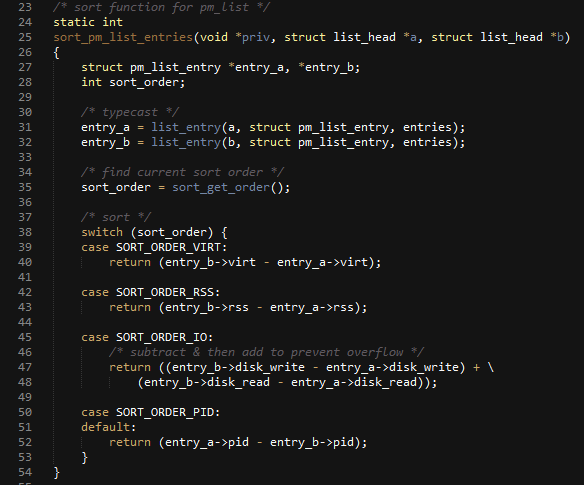 23 /* sort function for pm_list */
24 static int
25 sort_pm_list_entries(void *priv, struct list_head *a, struct list_head *b)
26 {
27     struct pm_list_entry *entry_a, *entry_b;
28     int sort_order;
29
30     /* typecast */
31     entry_a = list_entry(a, struct pm_list_entry, entries);
32     entry_b = list_entry(b, struct pm_list_entry, entries);
33
34     /* find current sort order */
35     sort_order = sort_get_order();
36
37     /* sort */
38     switch (sort_order) {
39     case SORT_ORDER_VIRT:
40         return (entry_b->virt - entry_a->virt);
41
42     case SORT_ORDER_RSS:
43         return (entry_b->rss - entry_a->rss);
44
45     case SORT_ORDER_IO:
46         /* subtract & then add to prevent overflow */
47         return ((entry_b->disk_write - entry_a->disk_write) + \
48             (entry_b->disk_read - entry_a->disk_read));
49
50     case SORT_ORDER_PID:
51     default:
52         return (entry_a->pid - entry_b->pid);
53     }
54 }